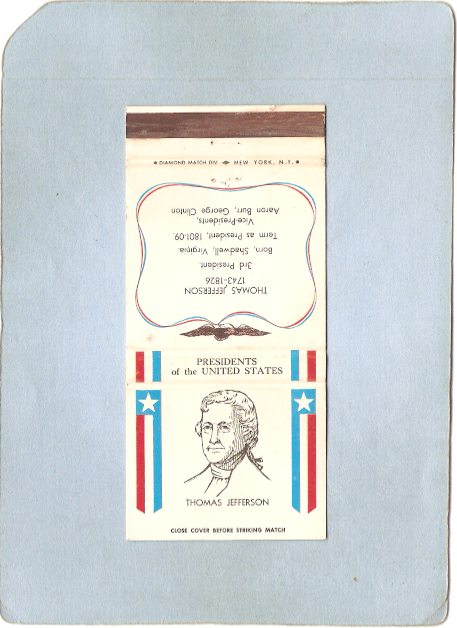 • DIAMOND MATCH DIV. NEW YORK, N.Y. •
THOMAS JEFFERSON
1743-1826
3rd President.
Born, Shadwell, Virginia.
Term as President, 1801-09.
Vice-Presidents,
Aaron Burr, George Clinton
PRESIDENTS
of the UNITED STATES
THOMAS JEFFERSON
CLOSE COVER BEFORE STRIKING MATCH